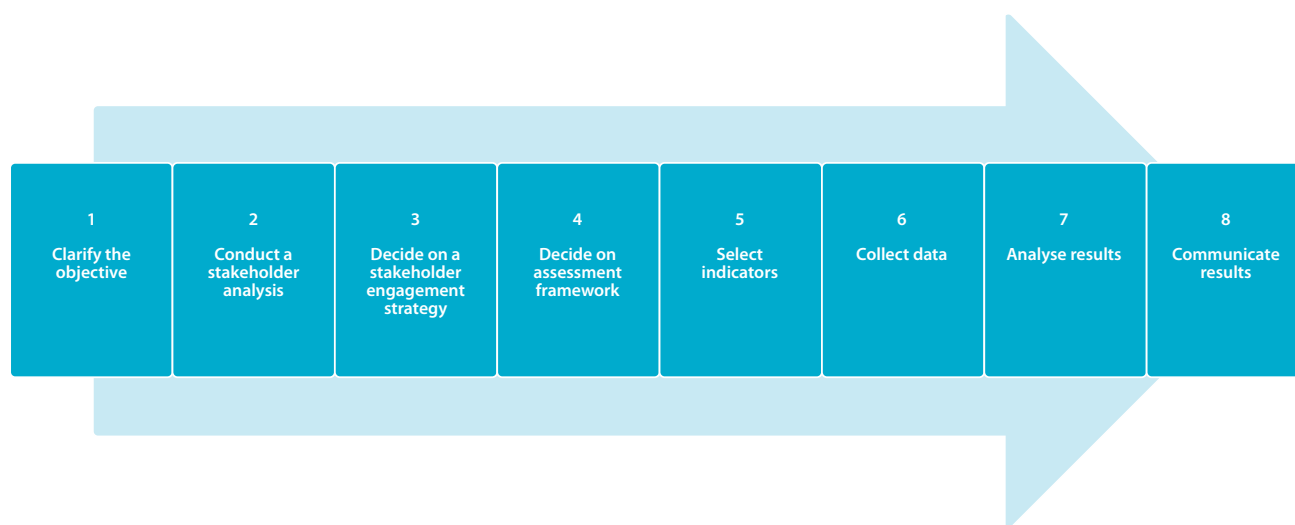 1
Clarify the
objective
2
Conduct a
stakeholder
analysis
3
Decide on a
stakeholder
engagement
strategy
4
Decide on
assessment
framework
5
Select
indicators
6
Collect data
7
Analyse results
8
Communicate
results